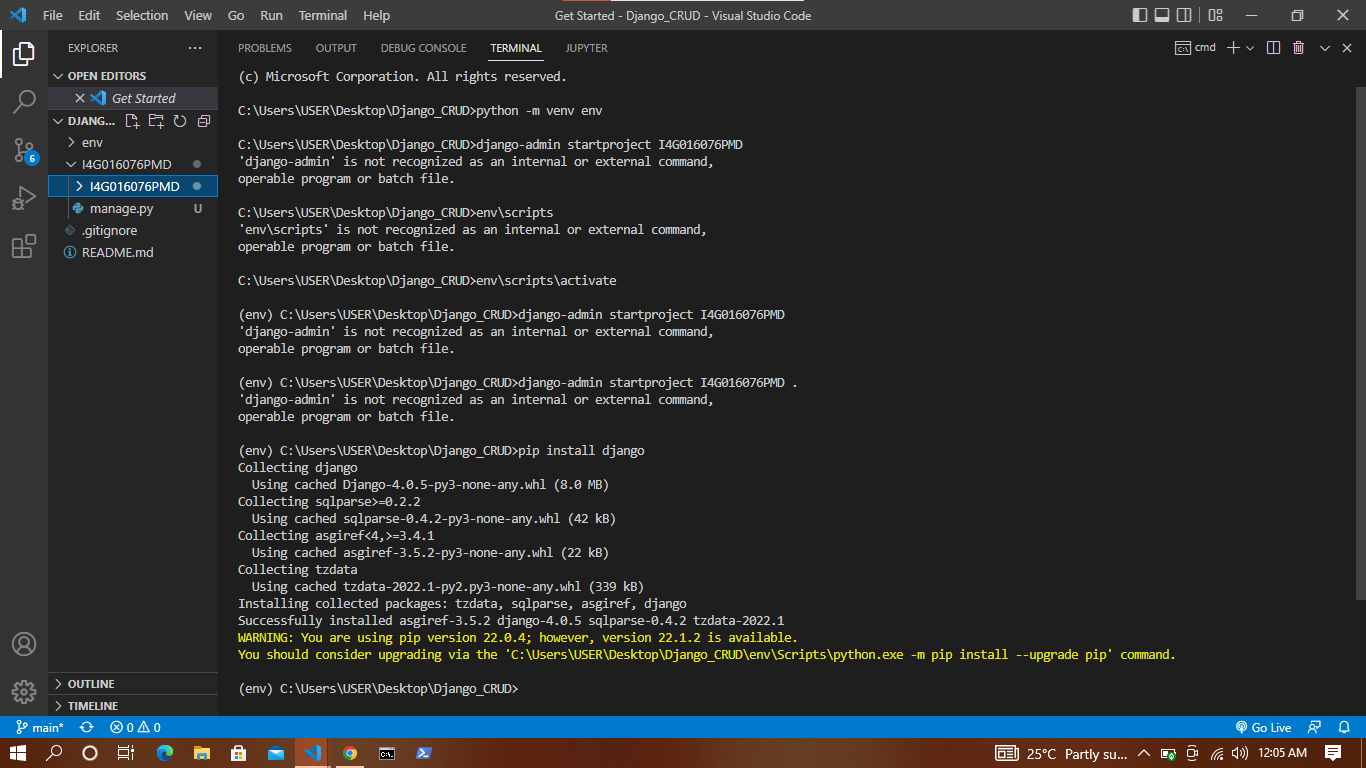 File Edit Selection View Go Run Terminal Help
Get Started - Django_CRUD - Visual Studio Code
EXPLORER
OPEN EDITORS
Get Started
DJANG...
env
I4G016076PMD
I4G016076PMD
manage.py U
.gitignore
README.md
OUTLINE
TIMELINE
6
PROBLEMS OUTPUT DEBUG CONSOLE TERMINAL JUPYTER
cmd
(c) Microsoft Corporation. All rights reserved.
C:\Users\USER\Desktop\Django_CRUD>python -m venv env
C:\Users\USER\Desktop\Django_CRUD>django-admin startproject I4G016076PMD
'django-admin' is not recognized as an internal or external command,
operable program or batch file.
C:\Users\USER\Desktop\Django_CRUD>env\scripts
'env\scripts' is not recognized as an internal or external command,
operable program or batch file.
C:\Users\USER\Desktop\Django_CRUD>env\scripts\activate
(env) C:\Users\USER\Desktop\Django_CRUD>django-admin startproject I4G016076PMD
'django-admin' is not recognized as an internal or external command,
operable program or batch file.
(env) C:\Users\USER\Desktop\Django_CRUD>django-admin startproject I4G016076PMD .
'django-admin' is not recognized as an internal or external command,
operable program or batch file.
(env) C:\Users\USER\Desktop\Django_CRUD>pip install django
Collecting django
Using cached Django-4.0.5-py3-none-any.whl (8.0 MB)
Collecting sqlparse>=0.2.2
Using cached sqlparse-0.4.2-py3-none-any.whl (42 kB)
Collecting asgiref<4,>=3.4.1
Using cached asgiref-3.5.2-py3-none-any.whl (22 kB)
Collecting tzdata
Using cached tzdata-2022.1-py2.py3-none-any.whl (339 kB)
Installing collected packages: tzdata, sqlparse, asgiref, django
Successfully installed asgiref-3.5.2 django-4.0.5 sqlparse-0.4.2 tzdata-2022.1
WARNING: You are using pip version 22.0.4; however, version 22.1.2 is available.
You should consider upgrading via the 'C:\Users\USER\Desktop\Django_CRUD\env\Scripts\python.exe -m pip install --upgrade pip' command.
(env) C:\Users\USER\Desktop\Django_CRUD>
main* 0 0 Go Live
25°C Partly su... 12:05 AM